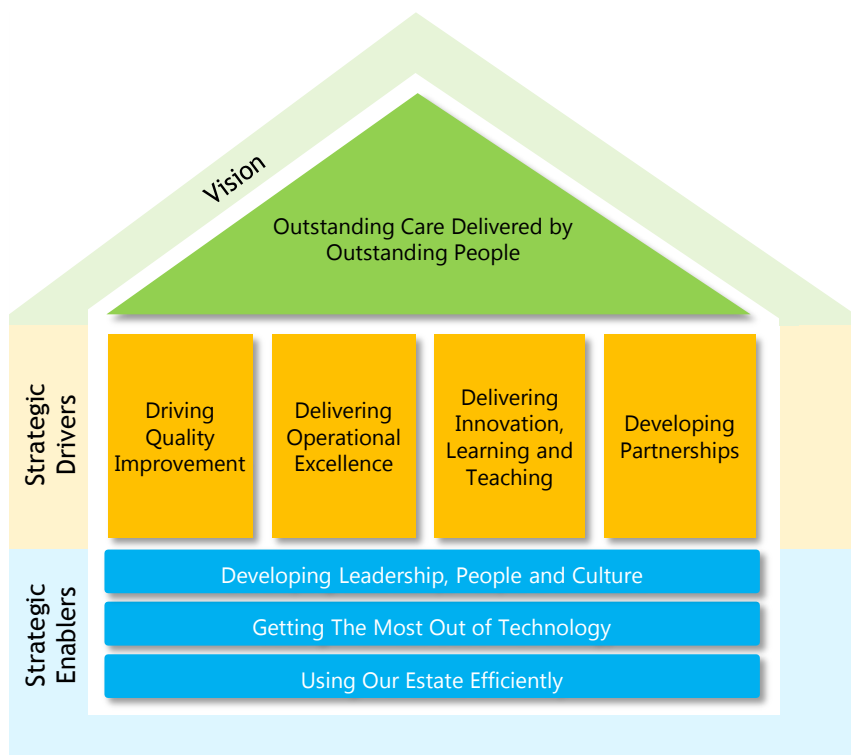 Vision
Outstanding Care Delivered by
Outstanding People
Strategic
Drivers
Driving
Quality
Improvement
Delivering
Operational
Excellence
Delivering
Innovation,
Learning and
Teaching
Developing
Partnerships
Strategic
Enablers
Developing Leadership, People and Culture
Getting The Most Out of Technology
Using Our Estate Efficiently